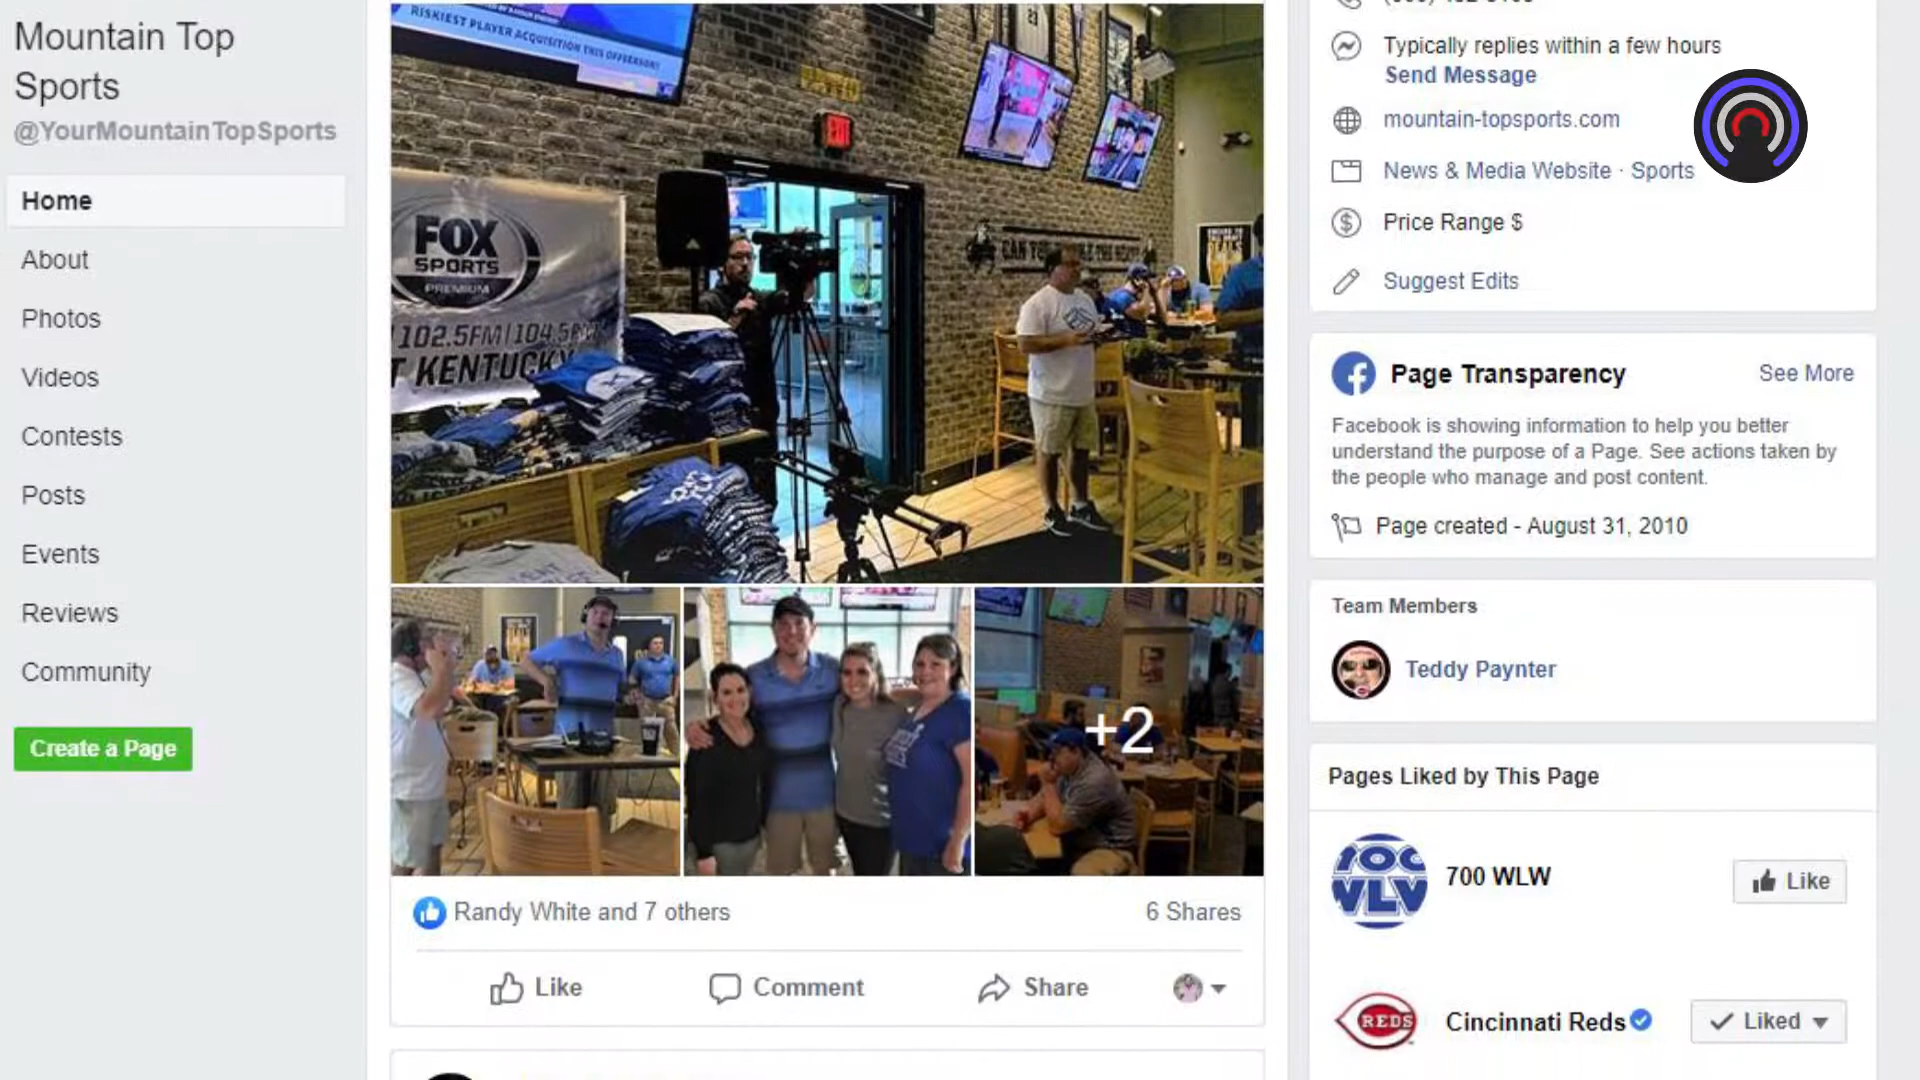 Mountain Top
Sports
@YourMountainTopSports
Home
About
Photos
Videos
Contests
Posts
Events
Reviews
Community
Create a Page
RISKIEST PLAYER ACQUISITION THIS OFFSEASON?
23
EXIT
FOX
SPORTS
PREMIUM
102.5FM|104.5FM
T KENTUCKY
+2
Randy White and 7 others
6 Shares
Like
Comment
Share
Typically replies within a few hours
Send Message
mountain-topsports.com
News & Media Website · Sports
Price Range $
Suggest Edits
Page Transparency
See More
Facebook is showing information to help you better
understand the purpose of a Page. See actions taken by
the people who manage and post content.
Page created - August 31, 2010
Team Members
Teddy Paynter
Pages Liked by This Page
700
WLW
700 WLW
Like
REDS
Cincinnati Reds
Liked